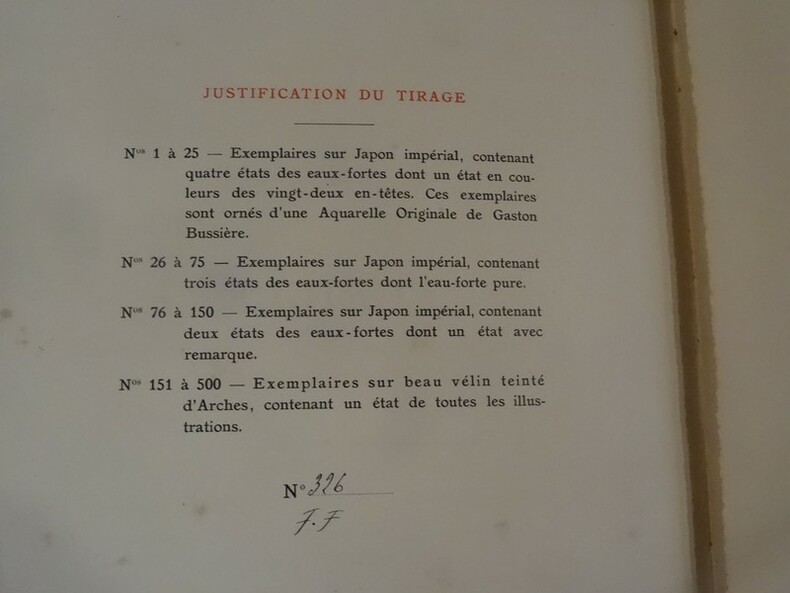 JUSTIFICATION DU TIRAGE
Nos 1 à 25 — Exemplaires sur Japon impérial, contenant
quatre états des eaux-fortes dont un état en cou-
leurs des vingt-deux en-têtes. Ces exemplaires
sont ornés d'une Aquarelle Originale de Gaston
Bussière.
Nos 26 à 75 — Exemplaires sur Japon impérial, contenant
trois états des eaux-fortes dont l'eau-forte pure.
Nos 76 à 150 — Exemplaires sur Japon impérial, contenant
deux états des eaux-fortes dont un état avec
remarque.
Nos 151 à 500 — Exemplaires sur beau vélin teinté
d'Arches, contenant un état de toutes les illus-
trations.
N° 326
F.F